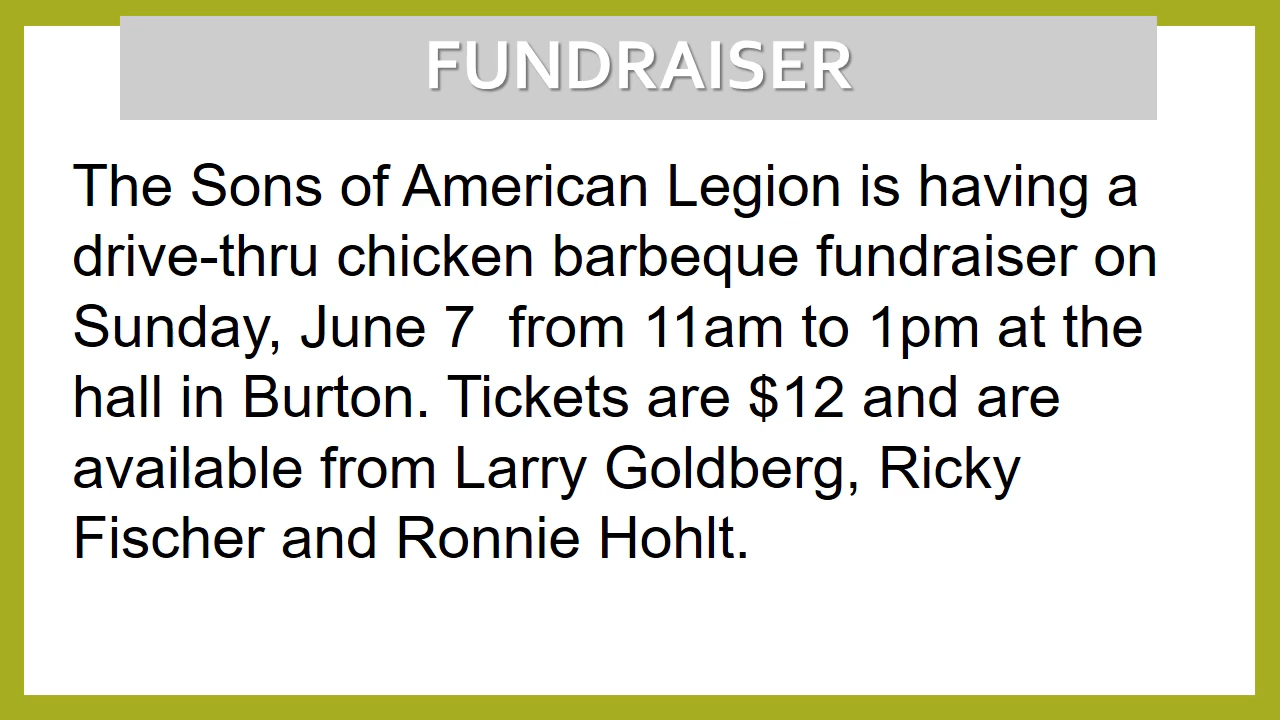 FUNDRAISER
The Sons of American Legion is having a
drive-thru chicken barbeque fundraiser on
Sunday, June 7  from 11am to 1pm at the
hall in Burton. Tickets are $12 and are
available from Larry Goldberg, Ricky
Fischer and Ronnie Hohlt.